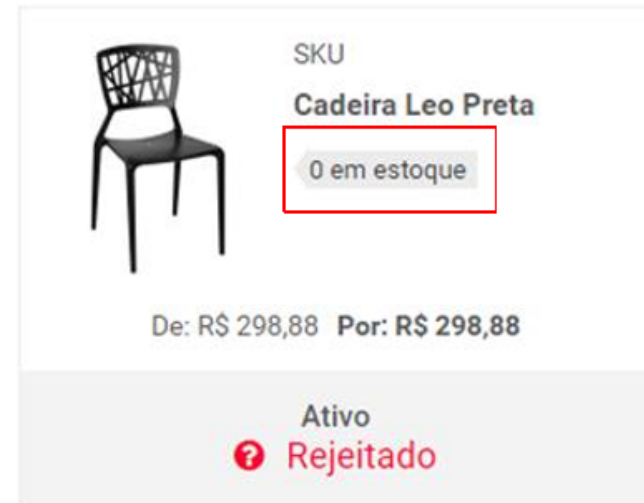 SKU
Cadeira Leo Preta
0 em estoque
De: R$ 298,88 Por: R$ 298,88
Ativo
? Rejeitado